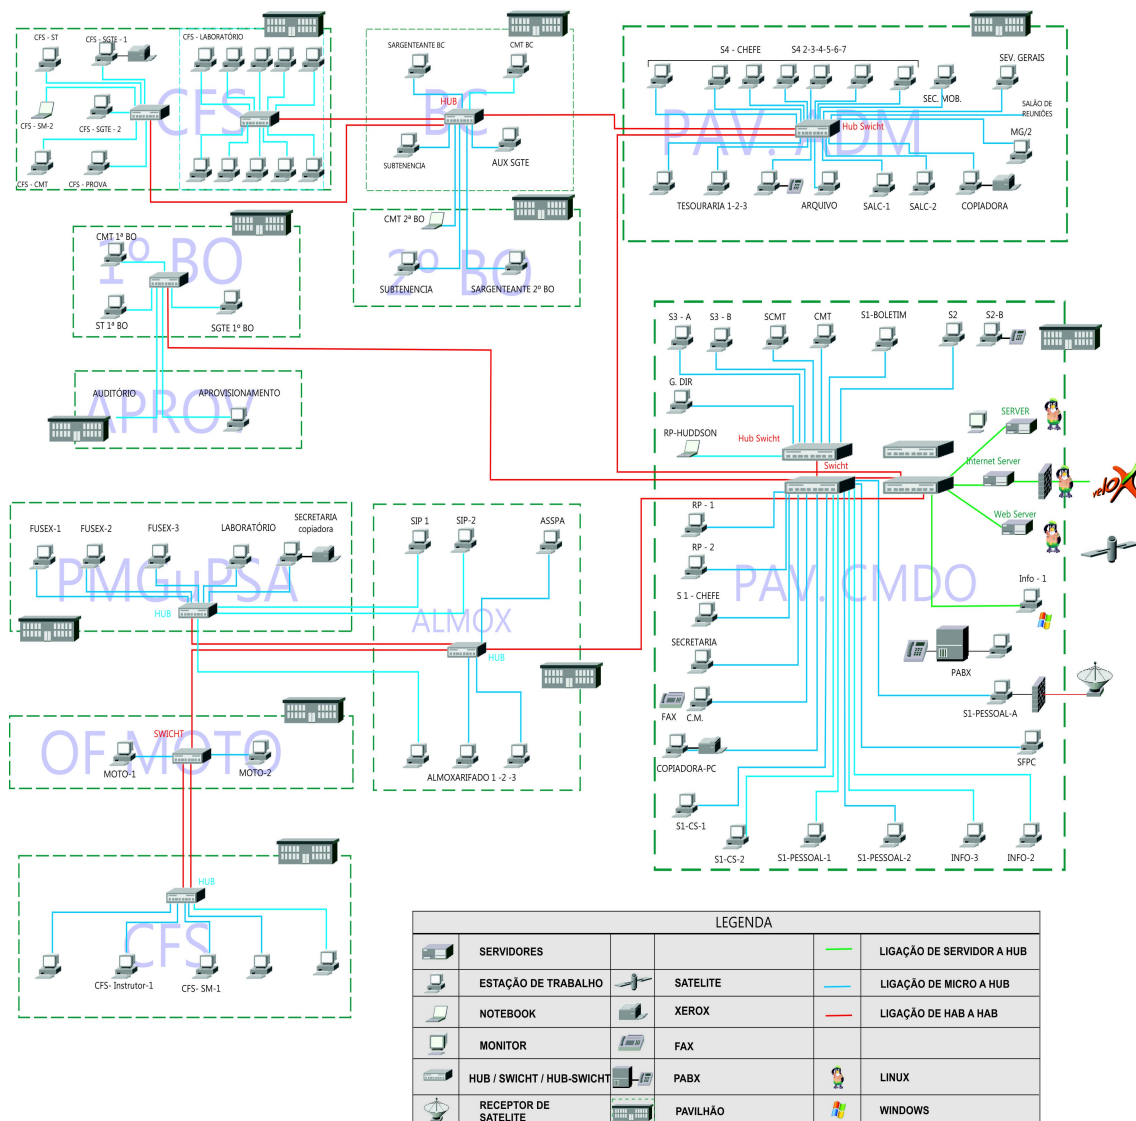 CFS - ST
CFS - SGTE - 1
CFS - LABORATÓRIO
CFS - SM-2
CFS - SGTE - 2
CFS - CMT
CFS - PROVA
CFS
SARGENTEANTE BC
CMT BC
HUB
BC
SUBTENENCIA
AUX SGTE
S4 - CHEFE
S4 2-3-4-5-6-7
SEV. GERAIS
SEC. MOB.
SALÃO DE
REUNIÕES
Hub Swicht
MG/2
PAV. ADM
TESOURARIA 1-2-3
ARQUIVO
SALC-1
SALC-2
COPIADORA
CMT 1ª BO
1º BO
ST 1ª BO
SGTE 1º BO
CMT 2ª BO
2º BO
SUBTENENCIA
SARGENTEANTE 2º BO
AUDITÓRIO
APROVISIONAMENTO
APROV
S3 - A
S3 - B
SCMT
CMT
S1-BOLETIM
S2
S2-B
G. DIR
RP-HUDDSON
Hub Swicht
Swicht
SERVER
Internet Server
Web Server
velox
RP - 1
RP - 2
PAV. CMDO
Info - 1
S 1 - CHEFE
SECRETARIA
PABX
FAX
C.M.
S1-PESSOAL-A
COPIADORA-PC
SFPC
S1-CS-1
S1-CS-2
S1-PESSOAL-1
S1-PESSOAL-2
INFO-3
INFO-2
FUSEX-1
FUSEX-2
FUSEX-3
LABORATÓRIO
SECRETARIA
copiadora
PMGuPSA
HUB
SIP 1
SIP-2
ASSPA
ALMOX
HUB
ALMOXARIFADO 1 -2 -3
SWICHT
OF MOTO
MOTO-1
MOTO-2
HUB
CFS
CFS- Instrutor-1
CFS- SM-1
LEGENDA
SERVIDORES
LIGAÇÃO DE SERVIDOR A HUB
ESTAÇÃO DE TRABALHO
SATELITE
LIGAÇÃO DE MICRO A HUB
NOTEBOOK
XEROX
LIGAÇÃO DE HAB A HAB
MONITOR
FAX
HUB / SWICHT / HUB-SWICHT
PABX
LINUX
RECEPTOR DE
SATELITE
PAVILHÃO
WINDOWS